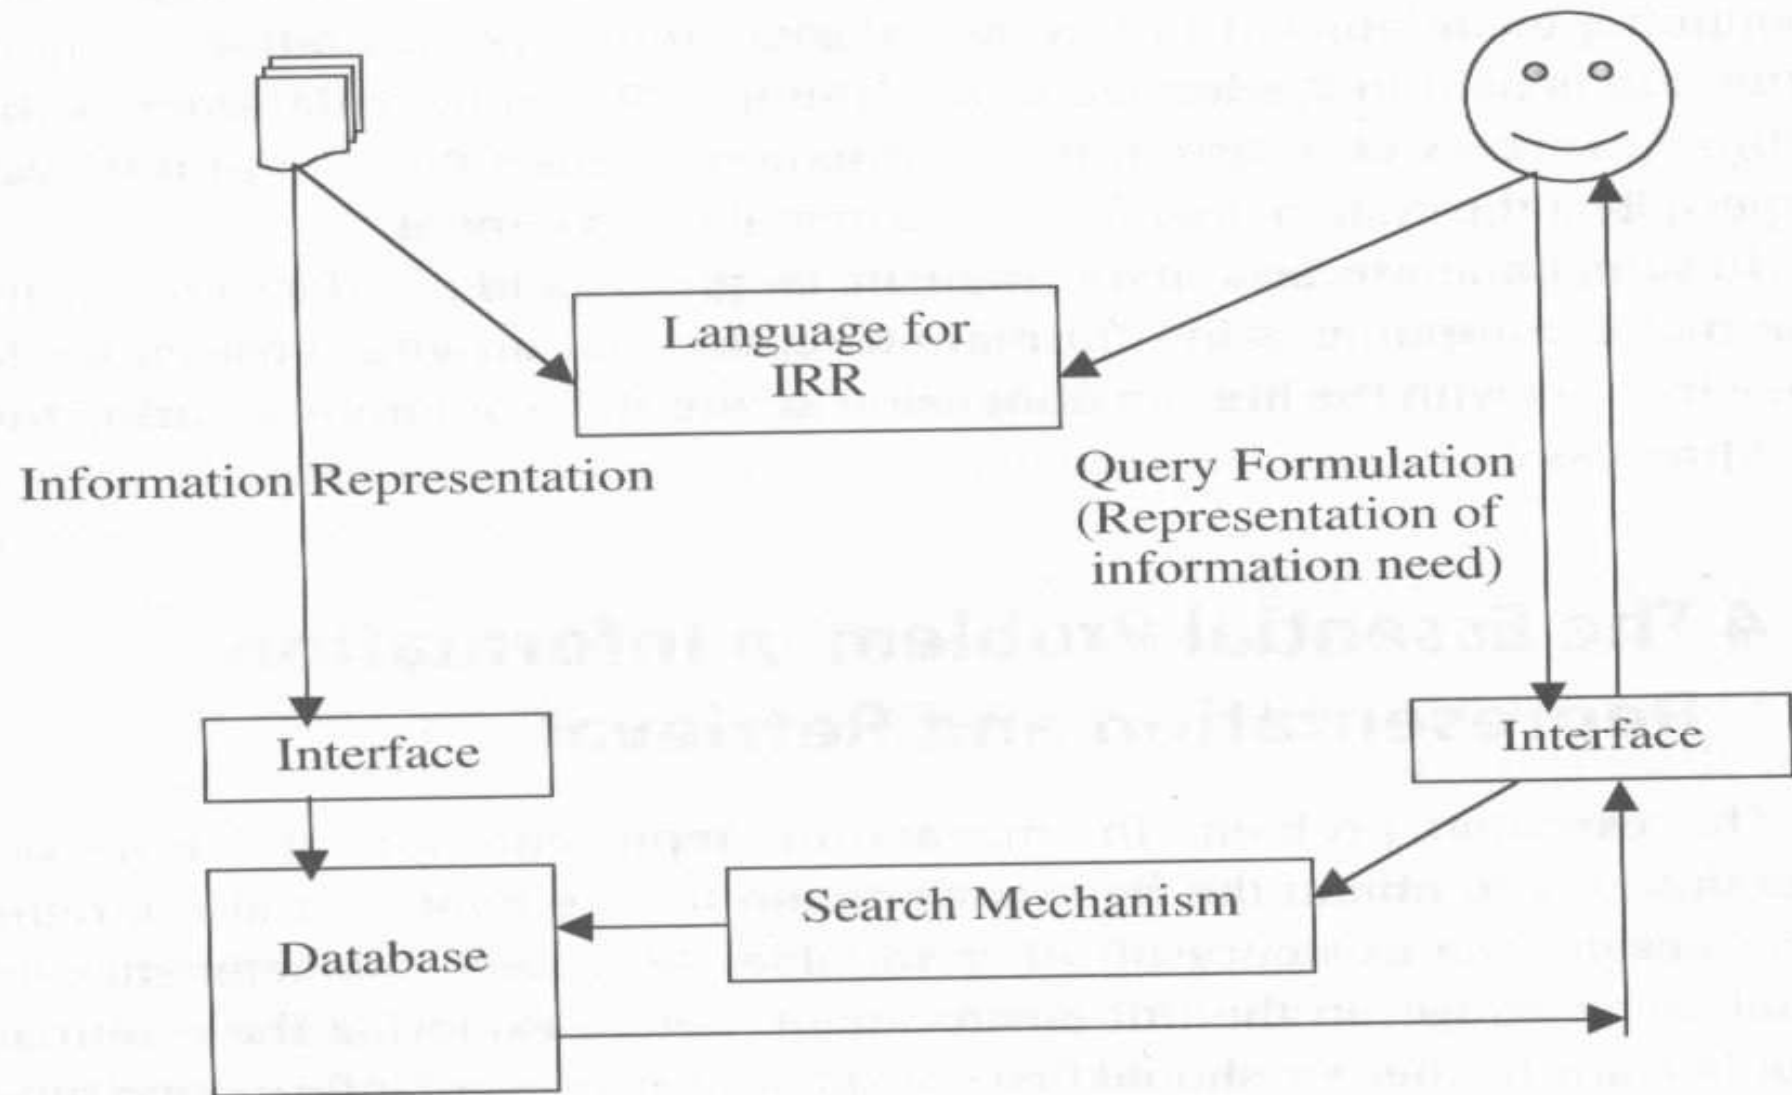 Language for
IRR
Information Representation
Query Formulation
(Representation of
information need)
Interface
Interface
Search Mechanism
Database